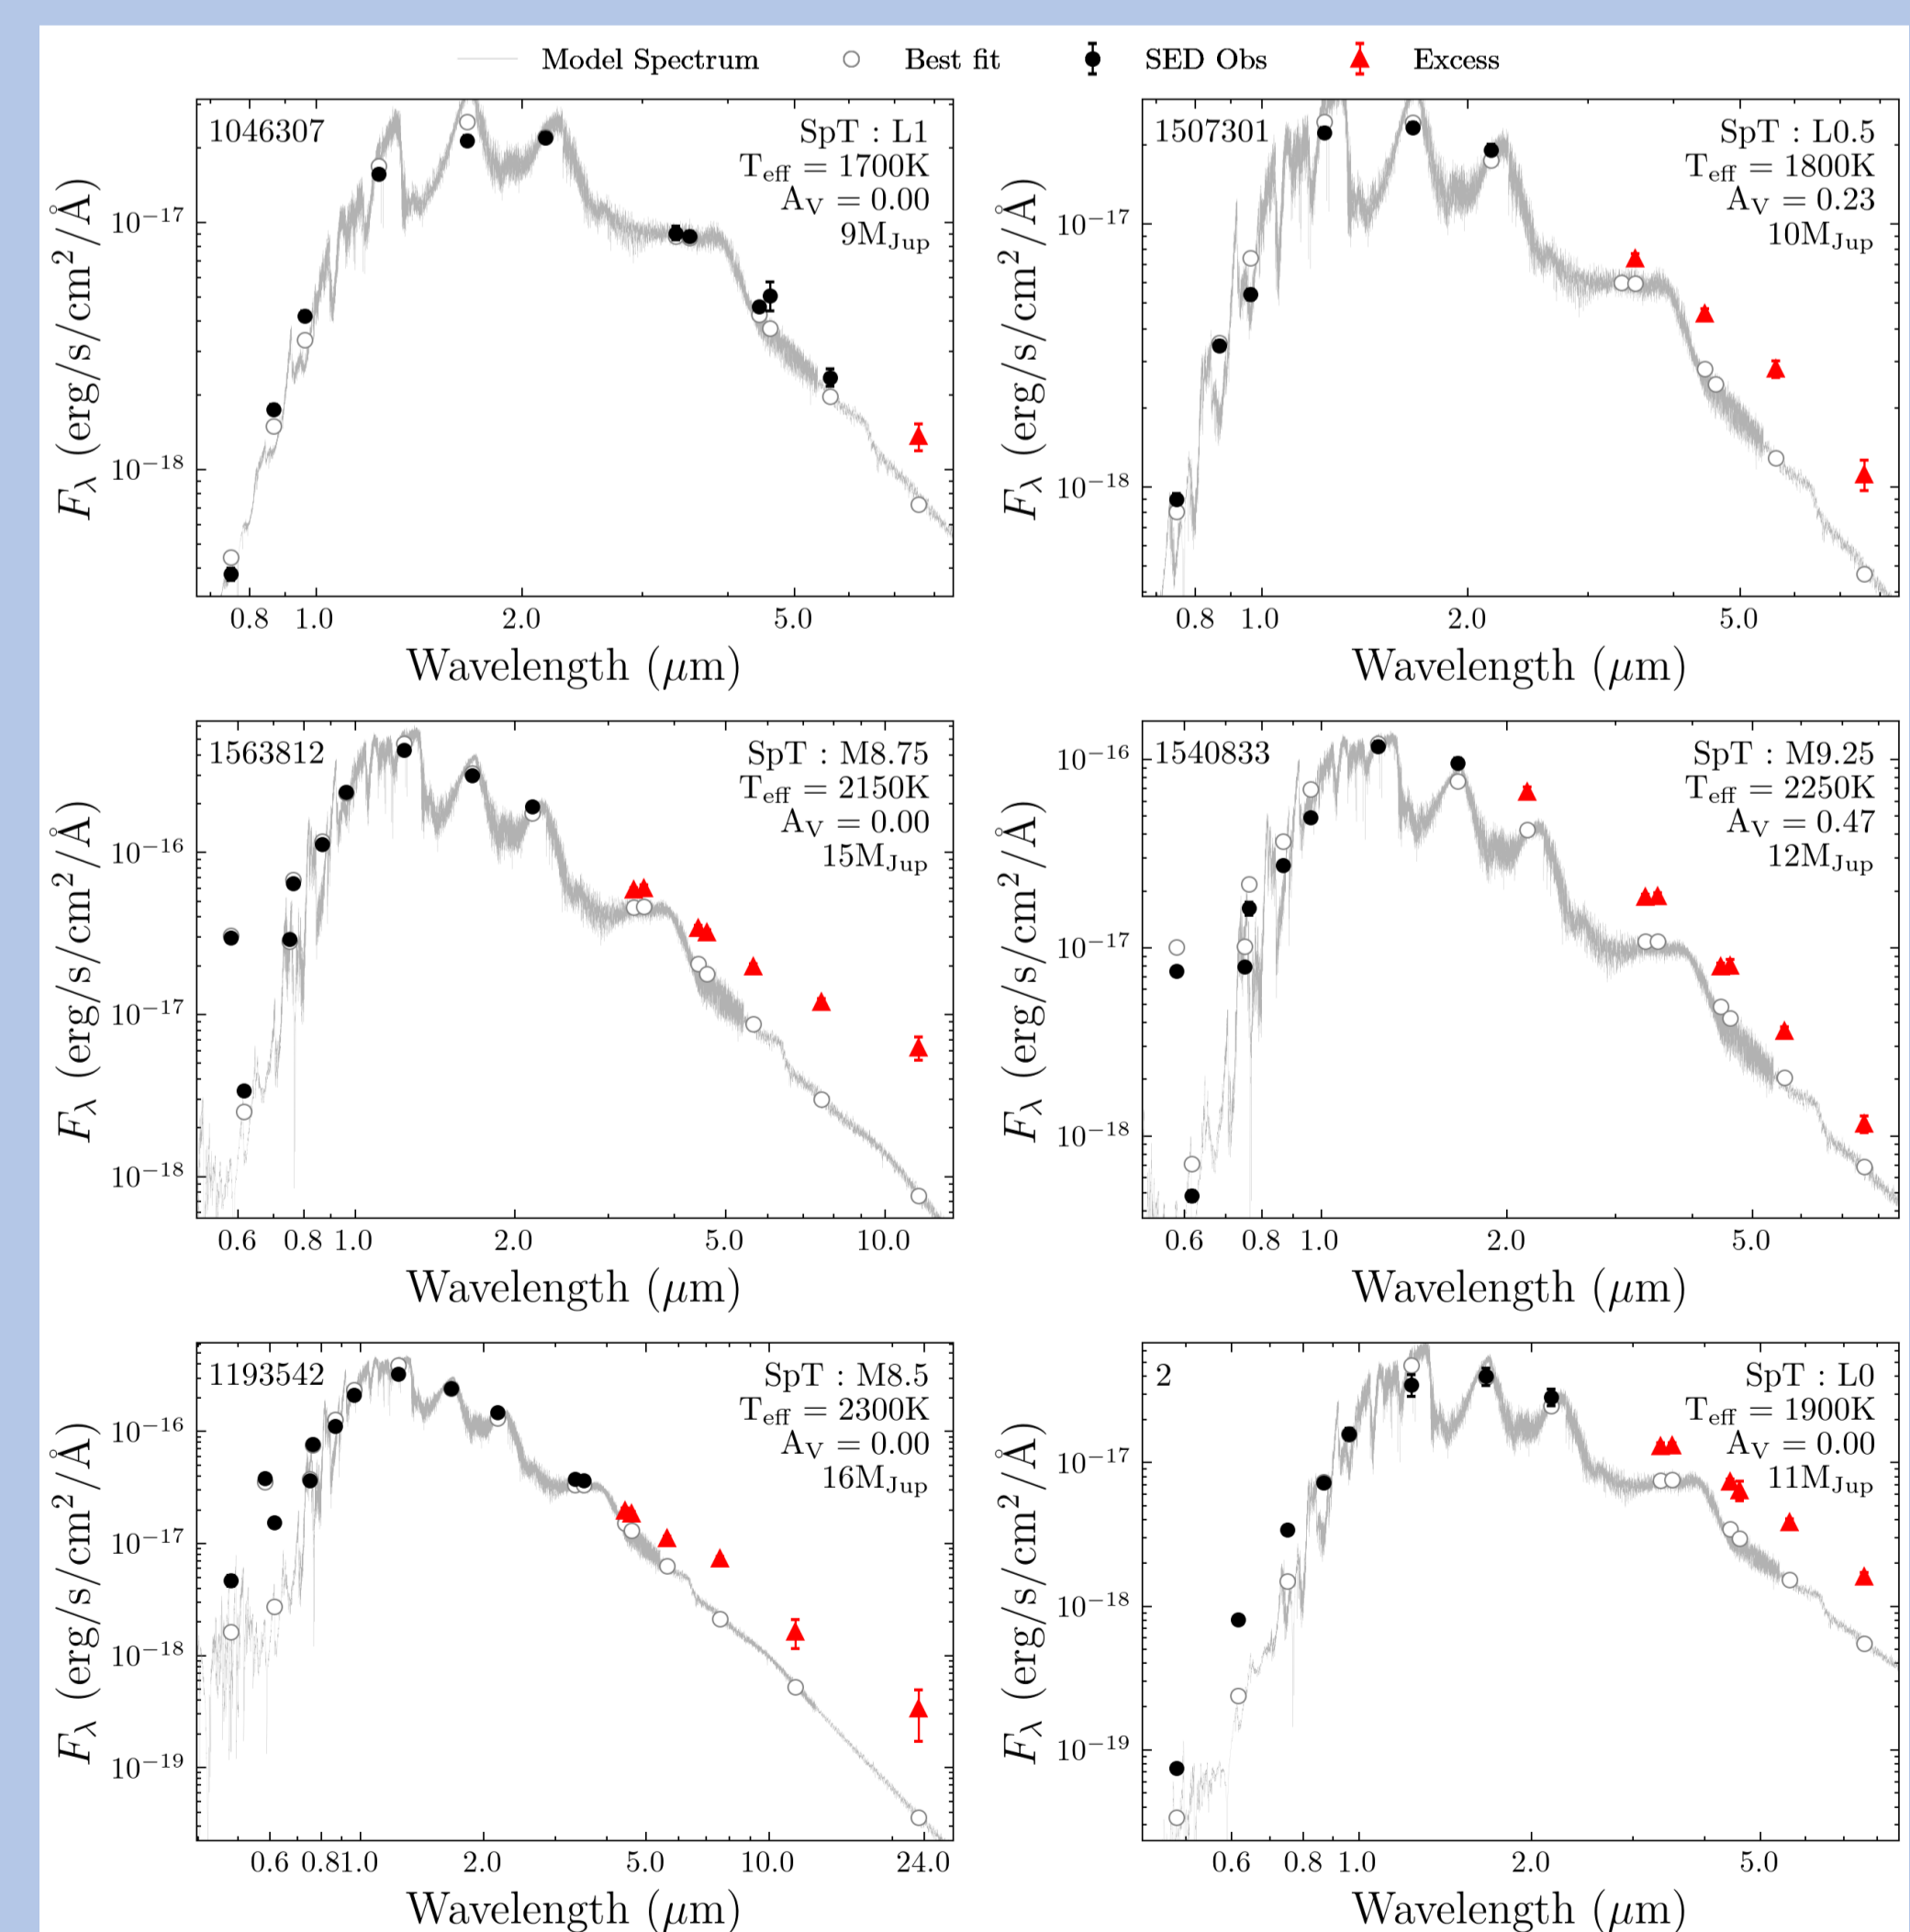 Model Spectrum Best fit SED Obs Excess
1046307
SpT : L1
T_eff = 1700K
A_V = 0.00
9M_Jup
F_λ (erg/s/cm²/Å)
10⁻¹⁷
10⁻¹⁸
0.8 1.0 2.0 5.0
Wavelength (μm)
1507301
SpT : L0.5
T_eff = 1800K
A_V = 0.23
10M_Jup
F_λ (erg/s/cm²/Å)
10⁻¹⁷
10⁻¹⁸
0.8 1.0 2.0 5.0
Wavelength (μm)
1563812
SpT : M8.75
T_eff = 2150K
A_V = 0.00
15M_Jup
F_λ (erg/s/cm²/Å)
10⁻¹⁶
10⁻¹⁷
10⁻¹⁸
0.6 0.8 1.0 2.0 5.0 10.0
Wavelength (μm)
1540833
SpT : M9.25
T_eff = 2250K
A_V = 0.47
12M_Jup
F_λ (erg/s/cm²/Å)
10⁻¹⁶
10⁻¹⁷
10⁻¹⁸
0.6 0.8 1.0 2.0 5.0
Wavelength (μm)
1193542
SpT : M8.5
T_eff = 2300K
A_V = 0.00
16M_Jup
F_λ (erg/s/cm²/Å)
10⁻¹⁶
10⁻¹⁷
10⁻¹⁸
10⁻¹⁹
0.6 0.8 1.0 2.0 5.0 10.0 24.0
Wavelength (μm)
2
SpT : L0
T_eff = 1900K
A_V = 0.00
11M_Jup
F_λ (erg/s/cm²/Å)
10⁻¹⁷
10⁻¹⁸
10⁻¹⁹
0.6 0.8 1.0 2.0 5.0
Wavelength (μm)